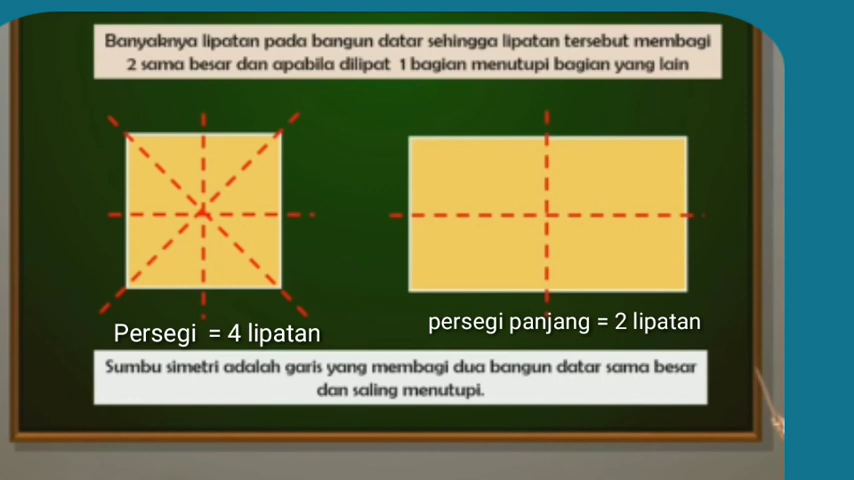 Banyaknya lipatan pada bangun datar sehingga lipatan tersebut membagi
2 sama besar dan apabila dilipat 1 bagian menutupi bagian yang lain
Persegi = 4 lipatan
persegi panjang = 2 lipatan
Sumbu simetri adalah garis yang membagi dua bangun datar sama besar
dan saling menutupi.